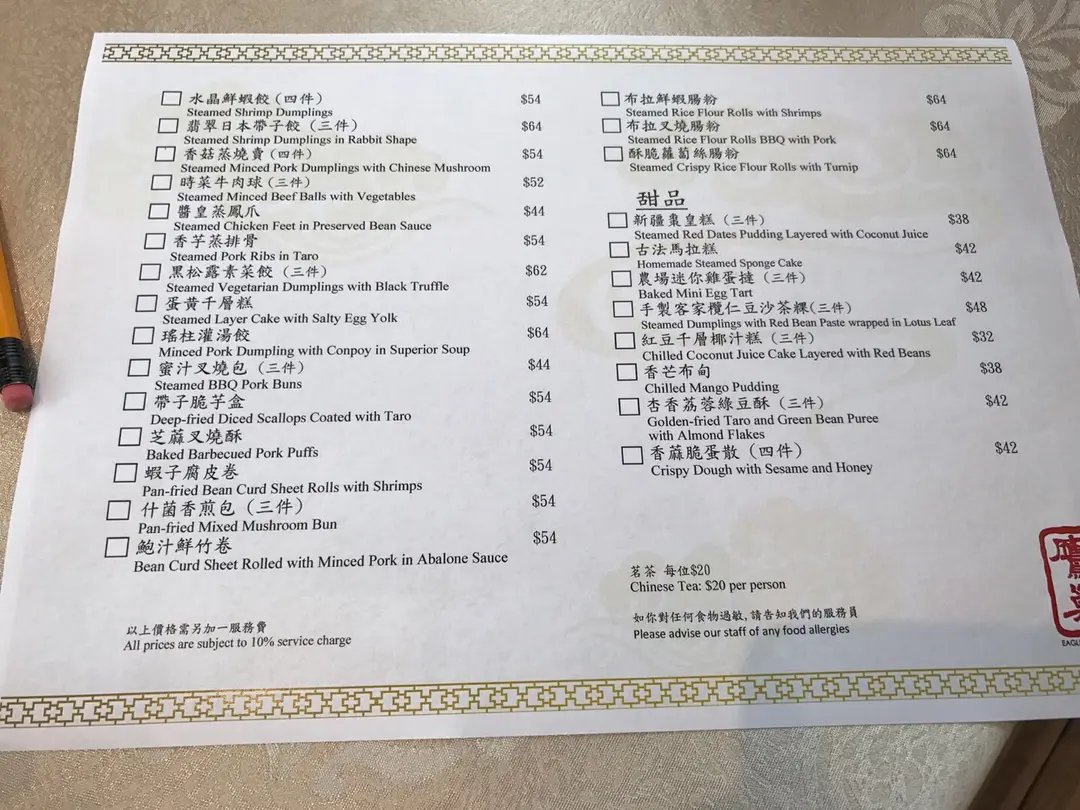 水晶鮮蝦餃 (四件) $54
Steamed Shrimp Dumplings
翡翠日本帶子餃 (三件) $64
Steamed Shrimp Dumplings in Rabbit Shape
香菇蒸燒賣 (四件) $54
Steamed Minced Pork Dumplings with Chinese Mushroom
時菜牛肉球 (三件) $52
Steamed Minced Beef Balls with Vegetables
醬皇蒸鳳爪 $44
Steamed Chicken Feet in Preserved Bean Sauce
香芋蒸排骨 $54
Steamed Pork Ribs in Taro
黑松露素菜餃 (三件) $62
Steamed Vegetarian Dumplings with Black Truffle
蛋黃千層糕 $54
Steamed Layer Cake with Salty Egg Yolk
瑤柱灌湯餃 $64
Minced Pork Dumpling with Conpoy in Superior Soup
蜜汁叉燒包 (三件) $44
Steamed BBQ Pork Buns
帶子脆芋盒 $54
Deep-fried Diced Scallops Coated with Taro
芝蔴叉燒酥 $54
Baked Barbecued Pork Puffs
蝦子腐皮卷 $54
Pan-fried Bean Curd Sheet Rolls with Shrimps
什菌香煎包 (三件) $54
Pan-fried Mixed Mushroom Bun
鮑汁鮮竹卷 $54
Bean Curd Sheet Rolled with Minced Pork in Abalone Sauce
以上價格需另加一服務費
All prices are subject to 10% service charge
布拉鮮蝦腸粉 $64
Steamed Rice Flour Rolls with Shrimps
布拉叉燒腸粉 $64
Steamed Rice Flour Rolls BBQ with Pork
酥脆蘿蔔絲腸粉 $64
Steamed Crispy Rice Flour Rolls with Turnip
甜品
新疆棗皇糕 (三件) $38
Steamed Red Dates Pudding Layered with Coconut Juice
古法馬拉糕 $42
Homemade Steamed Sponge Cake
農場迷你雞蛋撻 (三件) $42
Baked Mini Egg Tart
手製客家欖仁豆沙茶粿(三件) $48
Steamed Dumplings with Red Bean Paste wrapped in Lotus Leaf
紅豆千層椰汁糕 (三件) $32
Chilled Coconut Juice Cake Layered with Red Beans
香芒布甸 $38
Chilled Mango Pudding
杏香荔蓉綠豆酥 (三件) $42
Golden-fried Taro and Green Bean Puree
with Almond Flakes
香蔴脆蛋散 (四件) $42
Crispy Dough with Sesame and Honey
茗茶 每位$20
Chinese Tea: $20 per person
如你對任何食物過敏, 請告知我們的服務員
Please advise our staff of any food allergies